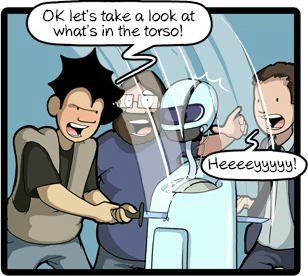 OK let's take a look at
what's in the torso!
Heeeeyyyyy!